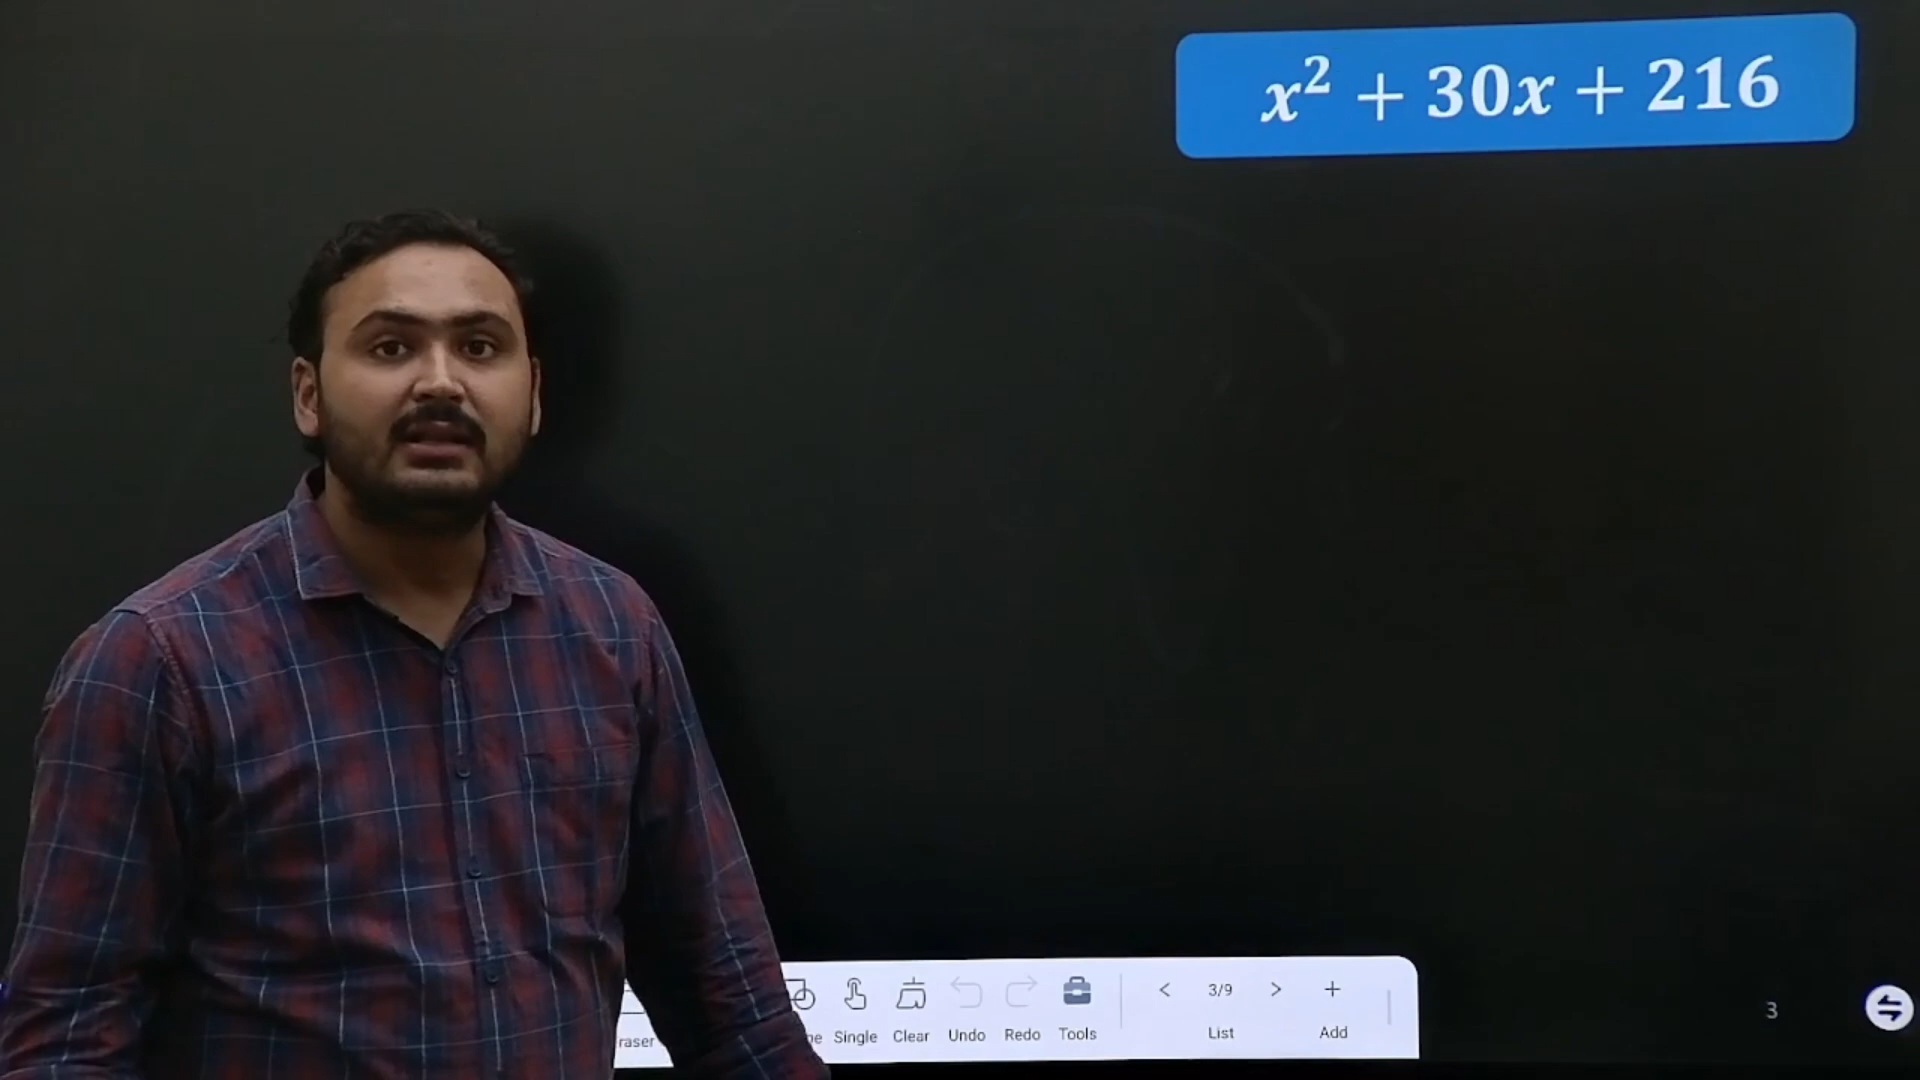 x² + 30x + 216
Single Clear Undo Redo Tools
< 3/9 > +
List Add
3